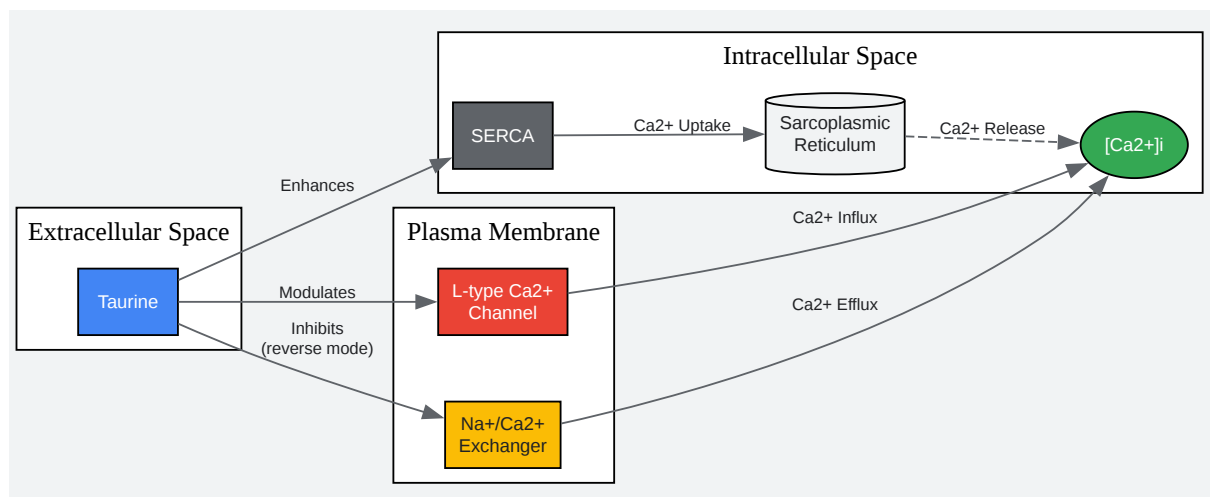 Intracellular Space
SERCA
Ca2+ Uptake
Sarcoplasmic
Reticulum
Ca2+ Release
[Ca2+]i
Enhances
Extracellular Space
Taurine
Modulates
Inhibits
(reverse mode)
Plasma Membrane
L-type Ca2+
Channel
Ca2+ Influx
Na+/Ca2+
Exchanger
Ca2+ Efflux